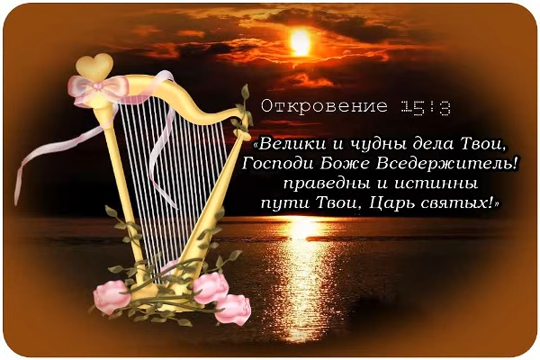 Откровение 15:3
«Велики и чудны дела Твои,
Господи Боже Вседержитель!
праведны и истинны
пути Твои, Царь святых!»